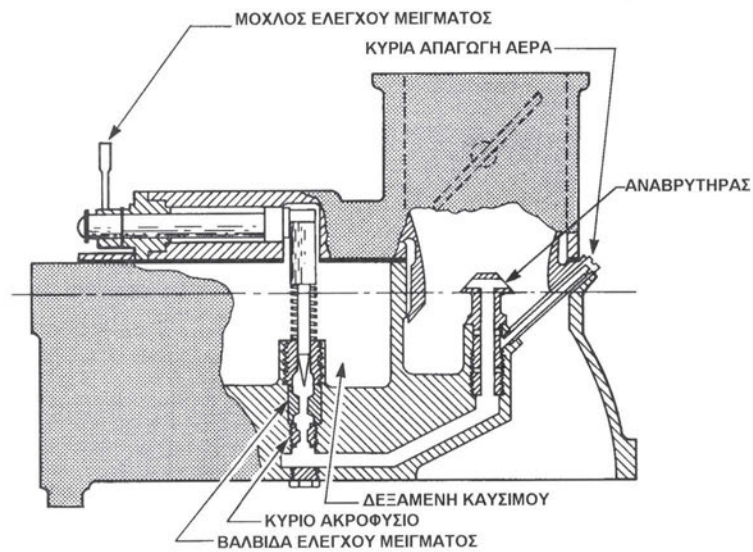 ΜΟΧΛΟΣ ΕΛΕΓΧΟΥ ΜΕΙΓΜΑΤΟΣ
ΚΥΡΙΑ ΑΠΑΓΩΓΗ ΑΕΡΑ
ΑΝΑΒΡΥΤΗΡΑΣ
ΔΕΞΑΜΕΝΗ ΚΑΥΣΙΜΟΥ
ΚΥΡΙΟ ΑΚΡΟΦΥΣΙΟ
ΒΑΛΒΙΔΑ ΕΛΕΓΧΟΥ ΜΕΙΓΜΑΤΟΣ